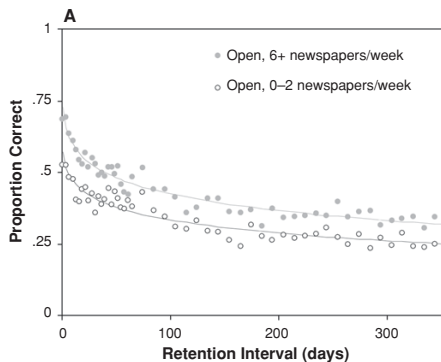 A
1
.75
.5
.25
0
Proportion Correct
Open, 6+ newspapers/week
Open, 0–2 newspapers/week
0 100 200 300
Retention Interval (days)